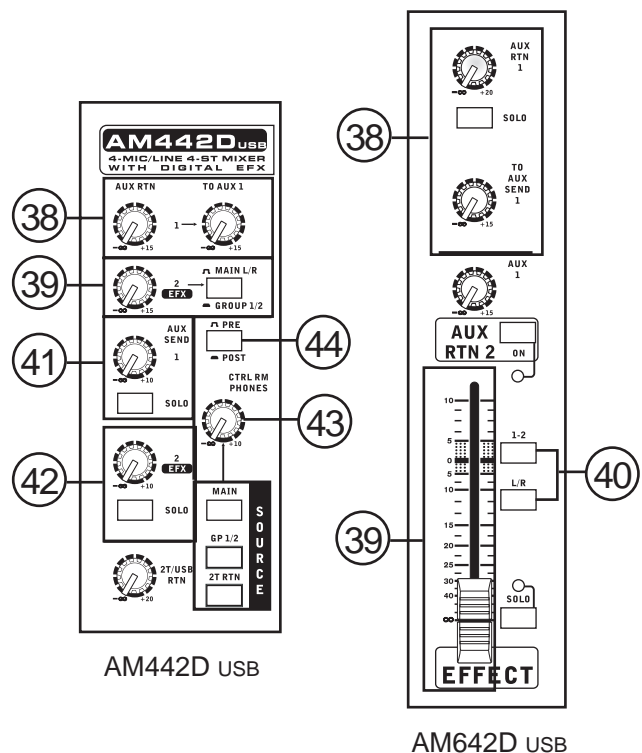 AM442D USB
4-MIC/LINE 4-ST MIXER
WITH DIGITAL EFX
AUX RTN TO AUX 1
38
1
-∞ +15 -∞ +15
39
2
EFX
MAIN L/R
GROUP 1/2
-∞ +15
41
AUX
SEND
1
-∞ +10
SOLO
PRE
POST
44
CTRL RM
PHONES
43
-∞ +10
42
2
EFX
-∞ +10
SOLO
MAIN
GP 1/2
2T RTN
SOURCE
2T/USB
RTN
-∞ +20
AM442D USB
38
AUX
RTN
1
-∞ +20
SOLO
TO
AUX
SEND
1
-∞ +15
AUX
1
-∞ +15
AUX
RTN 2
ON
39
10
5
0
5
10
15
20
25
30
40
∞
1-2
L/R
40
SOLO
EFFECT
AM642D USB